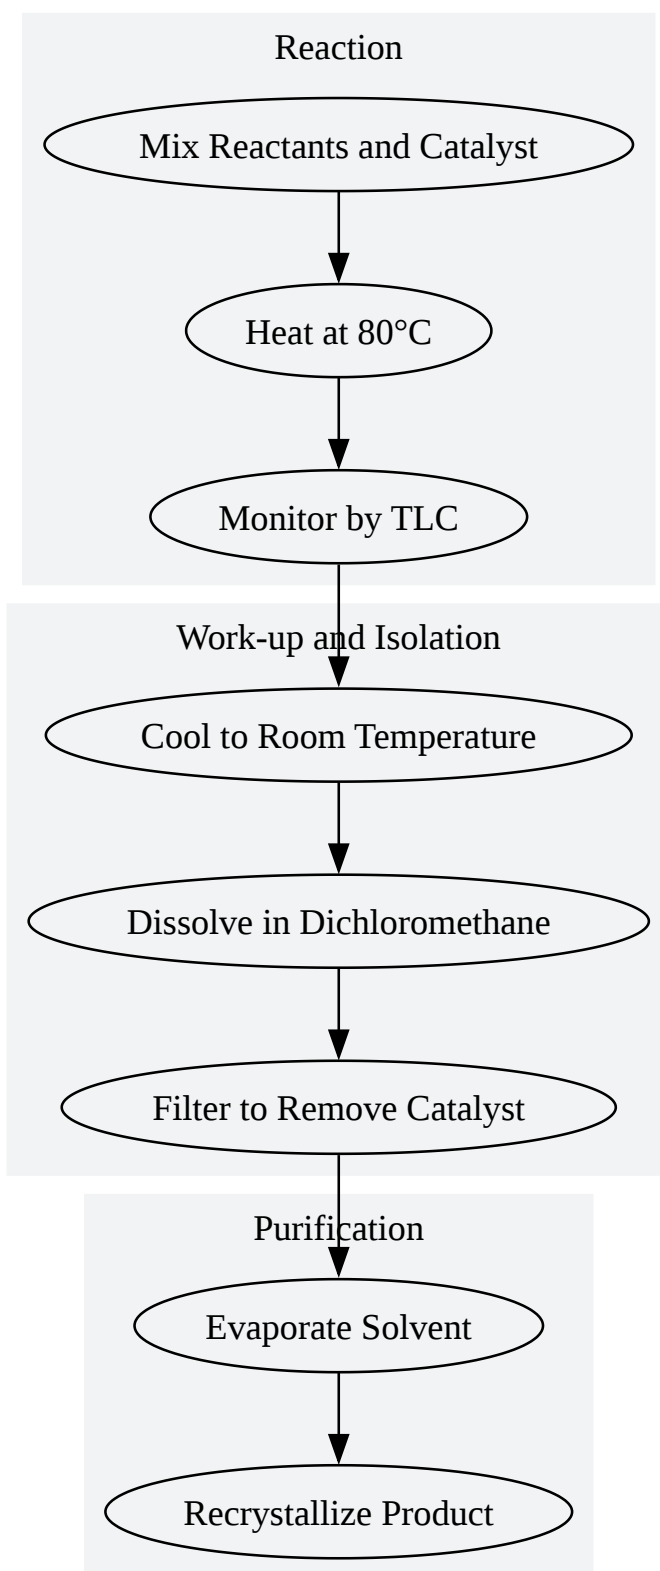 Reaction
Mix Reactants and Catalyst
Heat at 80°C
Monitor by TLC
Work-up and Isolation
Cool to Room Temperature
Dissolve in Dichloromethane
Filter to Remove Catalyst
Purification
Evaporate Solvent
Recrystallize Product